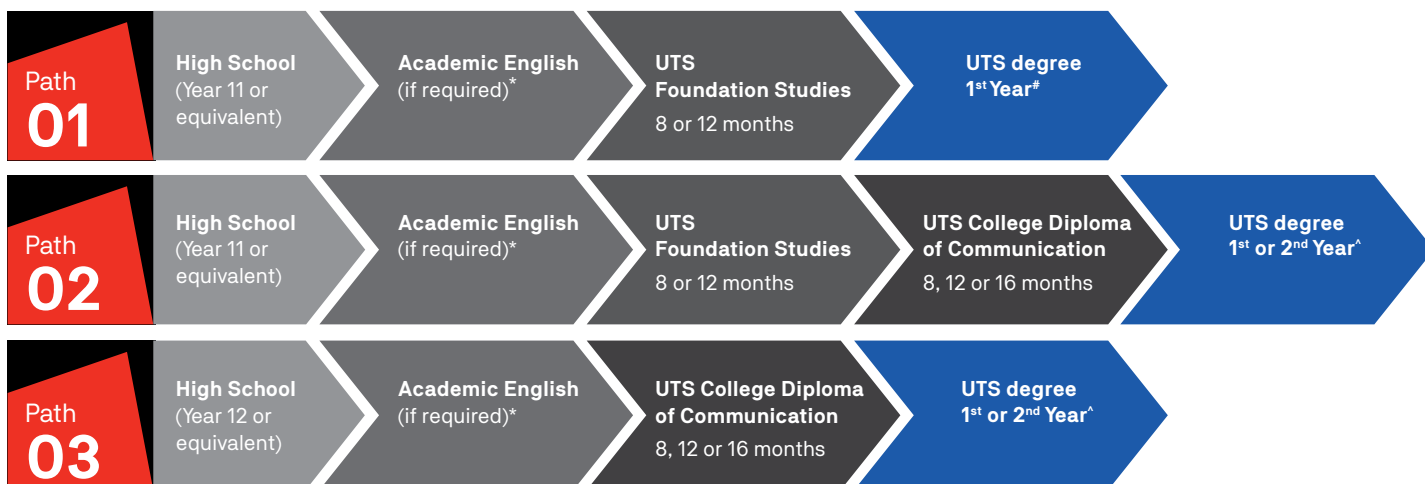 Path
01
High School
(Year 11 or
equivalent)
Academic English
(if required)*
UTS
Foundation Studies
8 or 12 months
UTS degree
1st Year#
Path
02
High School
(Year 11 or
equivalent)
Academic English
(if required)*
UTS
Foundation Studies
8 or 12 months
UTS College Diploma
of Communication
8, 12 or 16 months
UTS degree
1st or 2nd Year^
Path
03
High School
(Year 12 or
equivalent)
Academic English
(if required)*
UTS College Diploma
of Communication
8, 12 or 16 months
UTS degree
1st or 2nd Year^